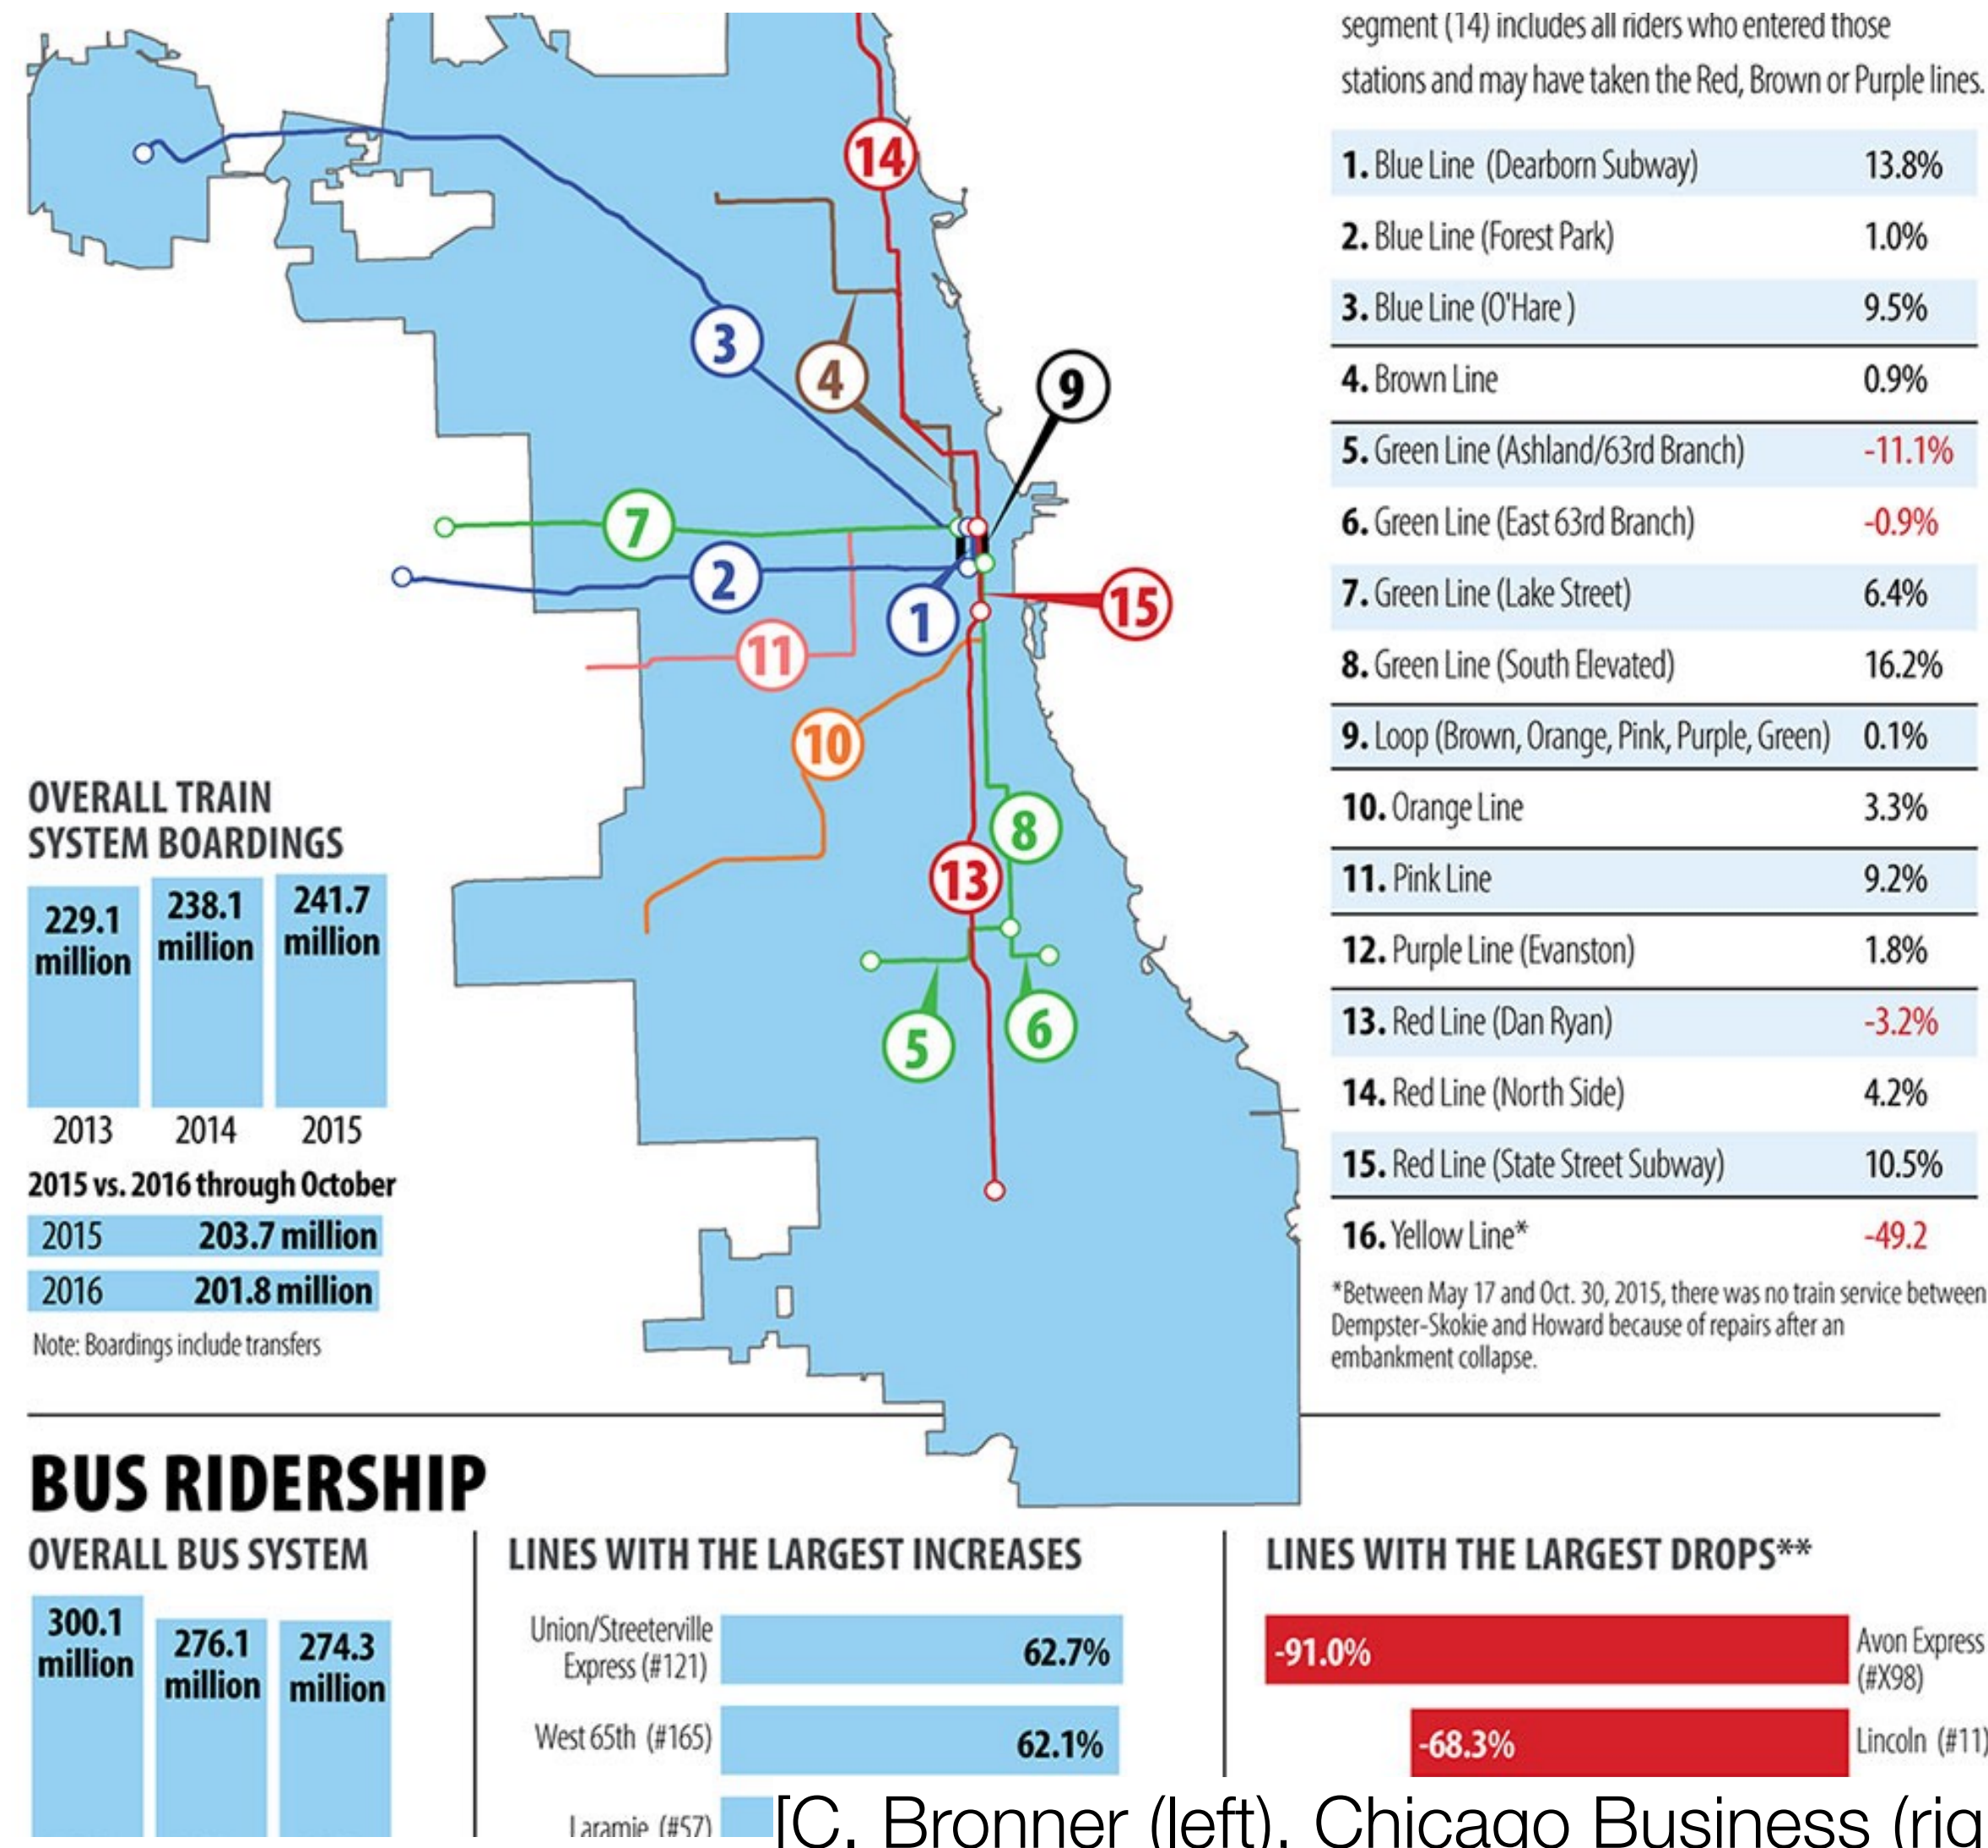 segment (14) includes all riders who entered those
stations and may have taken the Red, Brown or Purple lines.
1. Blue Line (Dearborn Subway) 13.8%
2. Blue Line (Forest Park) 1.0%
3. Blue Line (O'Hare ) 9.5%
4. Brown Line 0.9%
5. Green Line (Ashland/63rd Branch) -11.1%
6. Green Line (East 63rd Branch) -0.9%
7. Green Line (Lake Street) 6.4%
8. Green Line (South Elevated) 16.2%
9. Loop (Brown, Orange, Pink, Purple, Green) 0.1%
10. Orange Line 3.3%
11. Pink Line 9.2%
12. Purple Line (Evanston) 1.8%
13. Red Line (Dan Ryan) -3.2%
14. Red Line (North Side) 4.2%
15. Red Line (State Street Subway) 10.5%
16. Yellow Line* -49.2
*Between May 17 and Oct. 30, 2015, there was no train service between
Dempster-Skokie and Howard because of repairs after an
embankment collapse.
14
3
4
9
7
2
1
15
11
10
8
13
5
6
OVERALL TRAIN
SYSTEM BOARDINGS
229.1
million
238.1
million
241.7
million
2013 2014 2015
2015 vs. 2016 through October
2015 203.7 million
2016 201.8 million
Note: Boardings include transfers
BUS RIDERSHIP
OVERALL BUS SYSTEM
300.1
million
276.1
million
274.3
million
LINES WITH THE LARGEST INCREASES
Union/Streeterville
Express (#121) 62.7%
West 65th (#165) 62.1%
Laramie (#57)
LINES WITH THE LARGEST DROPS**
-91.0% Avon Express
(#X98)
-68.3% Lincoln (#11)
[C. Bronner (left), Chicago Business (rig